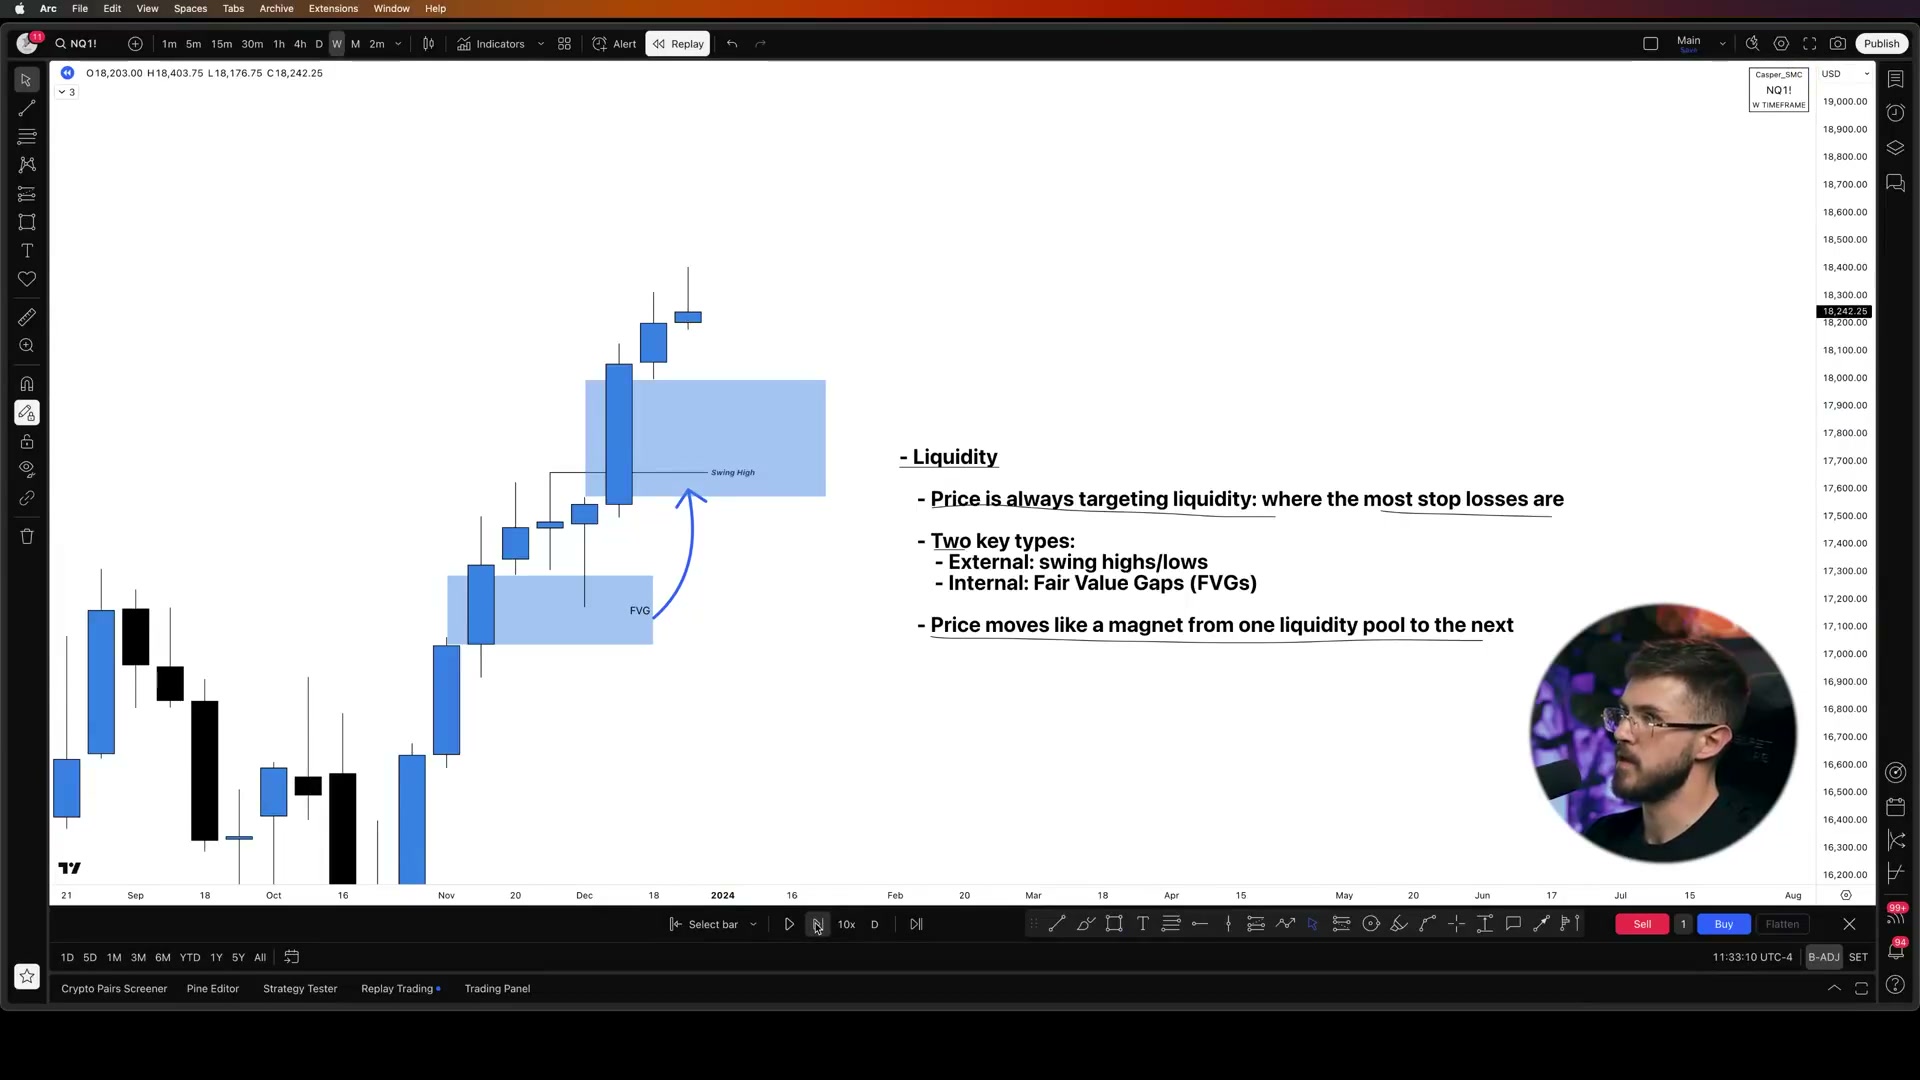 Arc File Edit View Spaces Tabs Archive Extensions Window Help
11 NQ1! 1m 5m 15m 30m 1h 4h D W M 2m Indicators Alert Replay Main Save Publish
O18,203.00 H18,403.75 L18,176.75 C18,242.25
3
Casper_SMC
NQ1!
W TIMEFRAME
USD
19,000.00
18,900.00
18,800.00
18,700.00
18,600.00
18,500.00
18,400.00
18,300.00
18,242.25
18,200.00
18,100.00
18,000.00
17,900.00
17,800.00
17,700.00
17,600.00
17,500.00
17,400.00
17,300.00
17,200.00
17,100.00
17,000.00
16,900.00
16,800.00
16,700.00
16,600.00
16,500.00
16,400.00
16,300.00
16,200.00
Swing High
FVG
- Liquidity
- Price is always targeting liquidity: where the most stop losses are
- Two key types:
- External: swing highs/lows
- Internal: Fair Value Gaps (FVGs)
- Price moves like a magnet from one liquidity pool to the next
21 Sep 18 Oct 16 Nov 20 Dec 18 2024 16 Feb 20 Mar 18 Apr 15 May 20 Jun 17 Jul 15 Aug
Select bar 10x D Sell 1 Buy Flatten
99+
94
1D 5D 1M 3M 6M YTD 1Y 5Y All 11:33:10 UTC-4 B-ADJ SET
Crypto Pairs Screener Pine Editor Strategy Tester Replay Trading Trading Panel